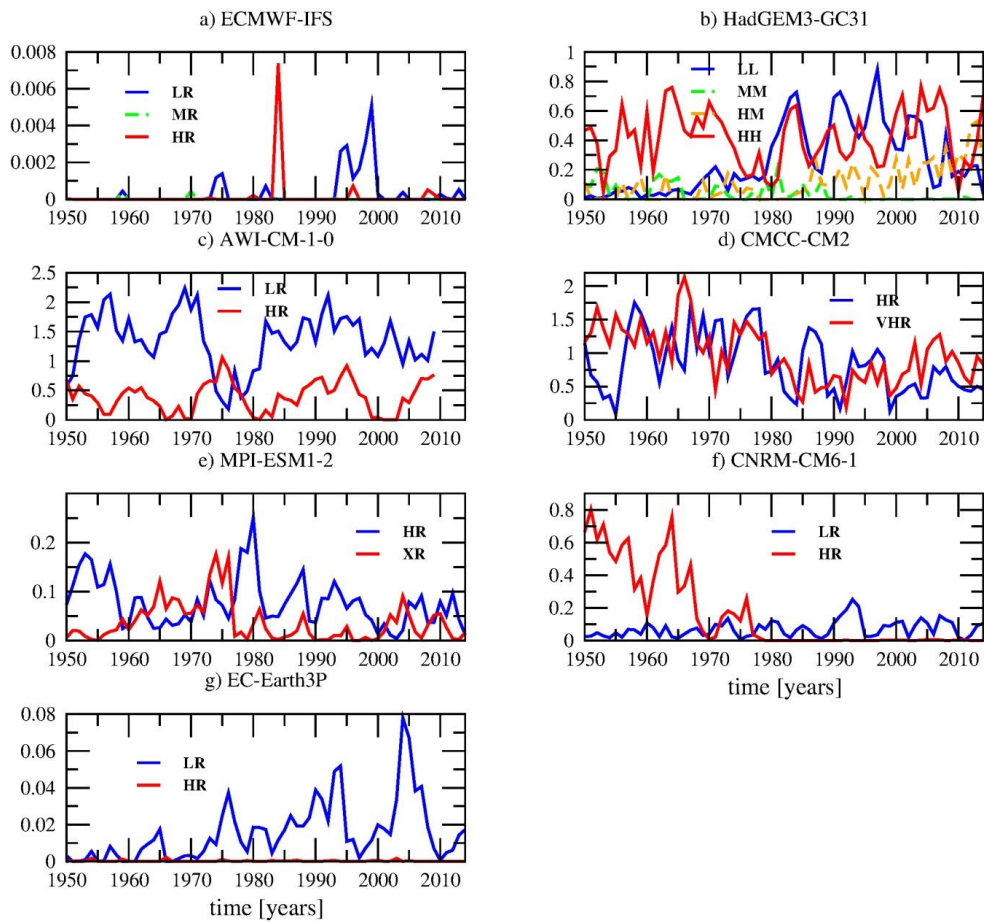 a) ECMWF-IFS
0.008
0.006
0.004
0.002
0
LR
MR
HR
1950 1960 1970 1980 1990 2000 2010
b) HadGEM3-GC31
1
0.8
0.6
0.4
0.2
0
LL
MM
HM
HH
1950 1960 1970 1980 1990 2000 2010
c) AWI-CM-1-0
2.5
2
1.5
1
0.5
0
LR
HR
1950 1960 1970 1980 1990 2000 2010
d) CMCC-CM2
2
1.5
1
0.5
0
HR
VHR
1950 1960 1970 1980 1990 2000 2010
e) MPI-ESM1-2
0.2
0.1
0
HR
XR
1950 1960 1970 1980 1990 2000 2010
f) CNRM-CM6-1
0.8
0.6
0.4
0.2
0
LR
HR
1950 1960 1970 1980 1990 2000 2010
time [years]
g) EC-Earth3P
0.08
0.06
0.04
0.02
0
LR
HR
1950 1960 1970 1980 1990 2000 2010
time [years]